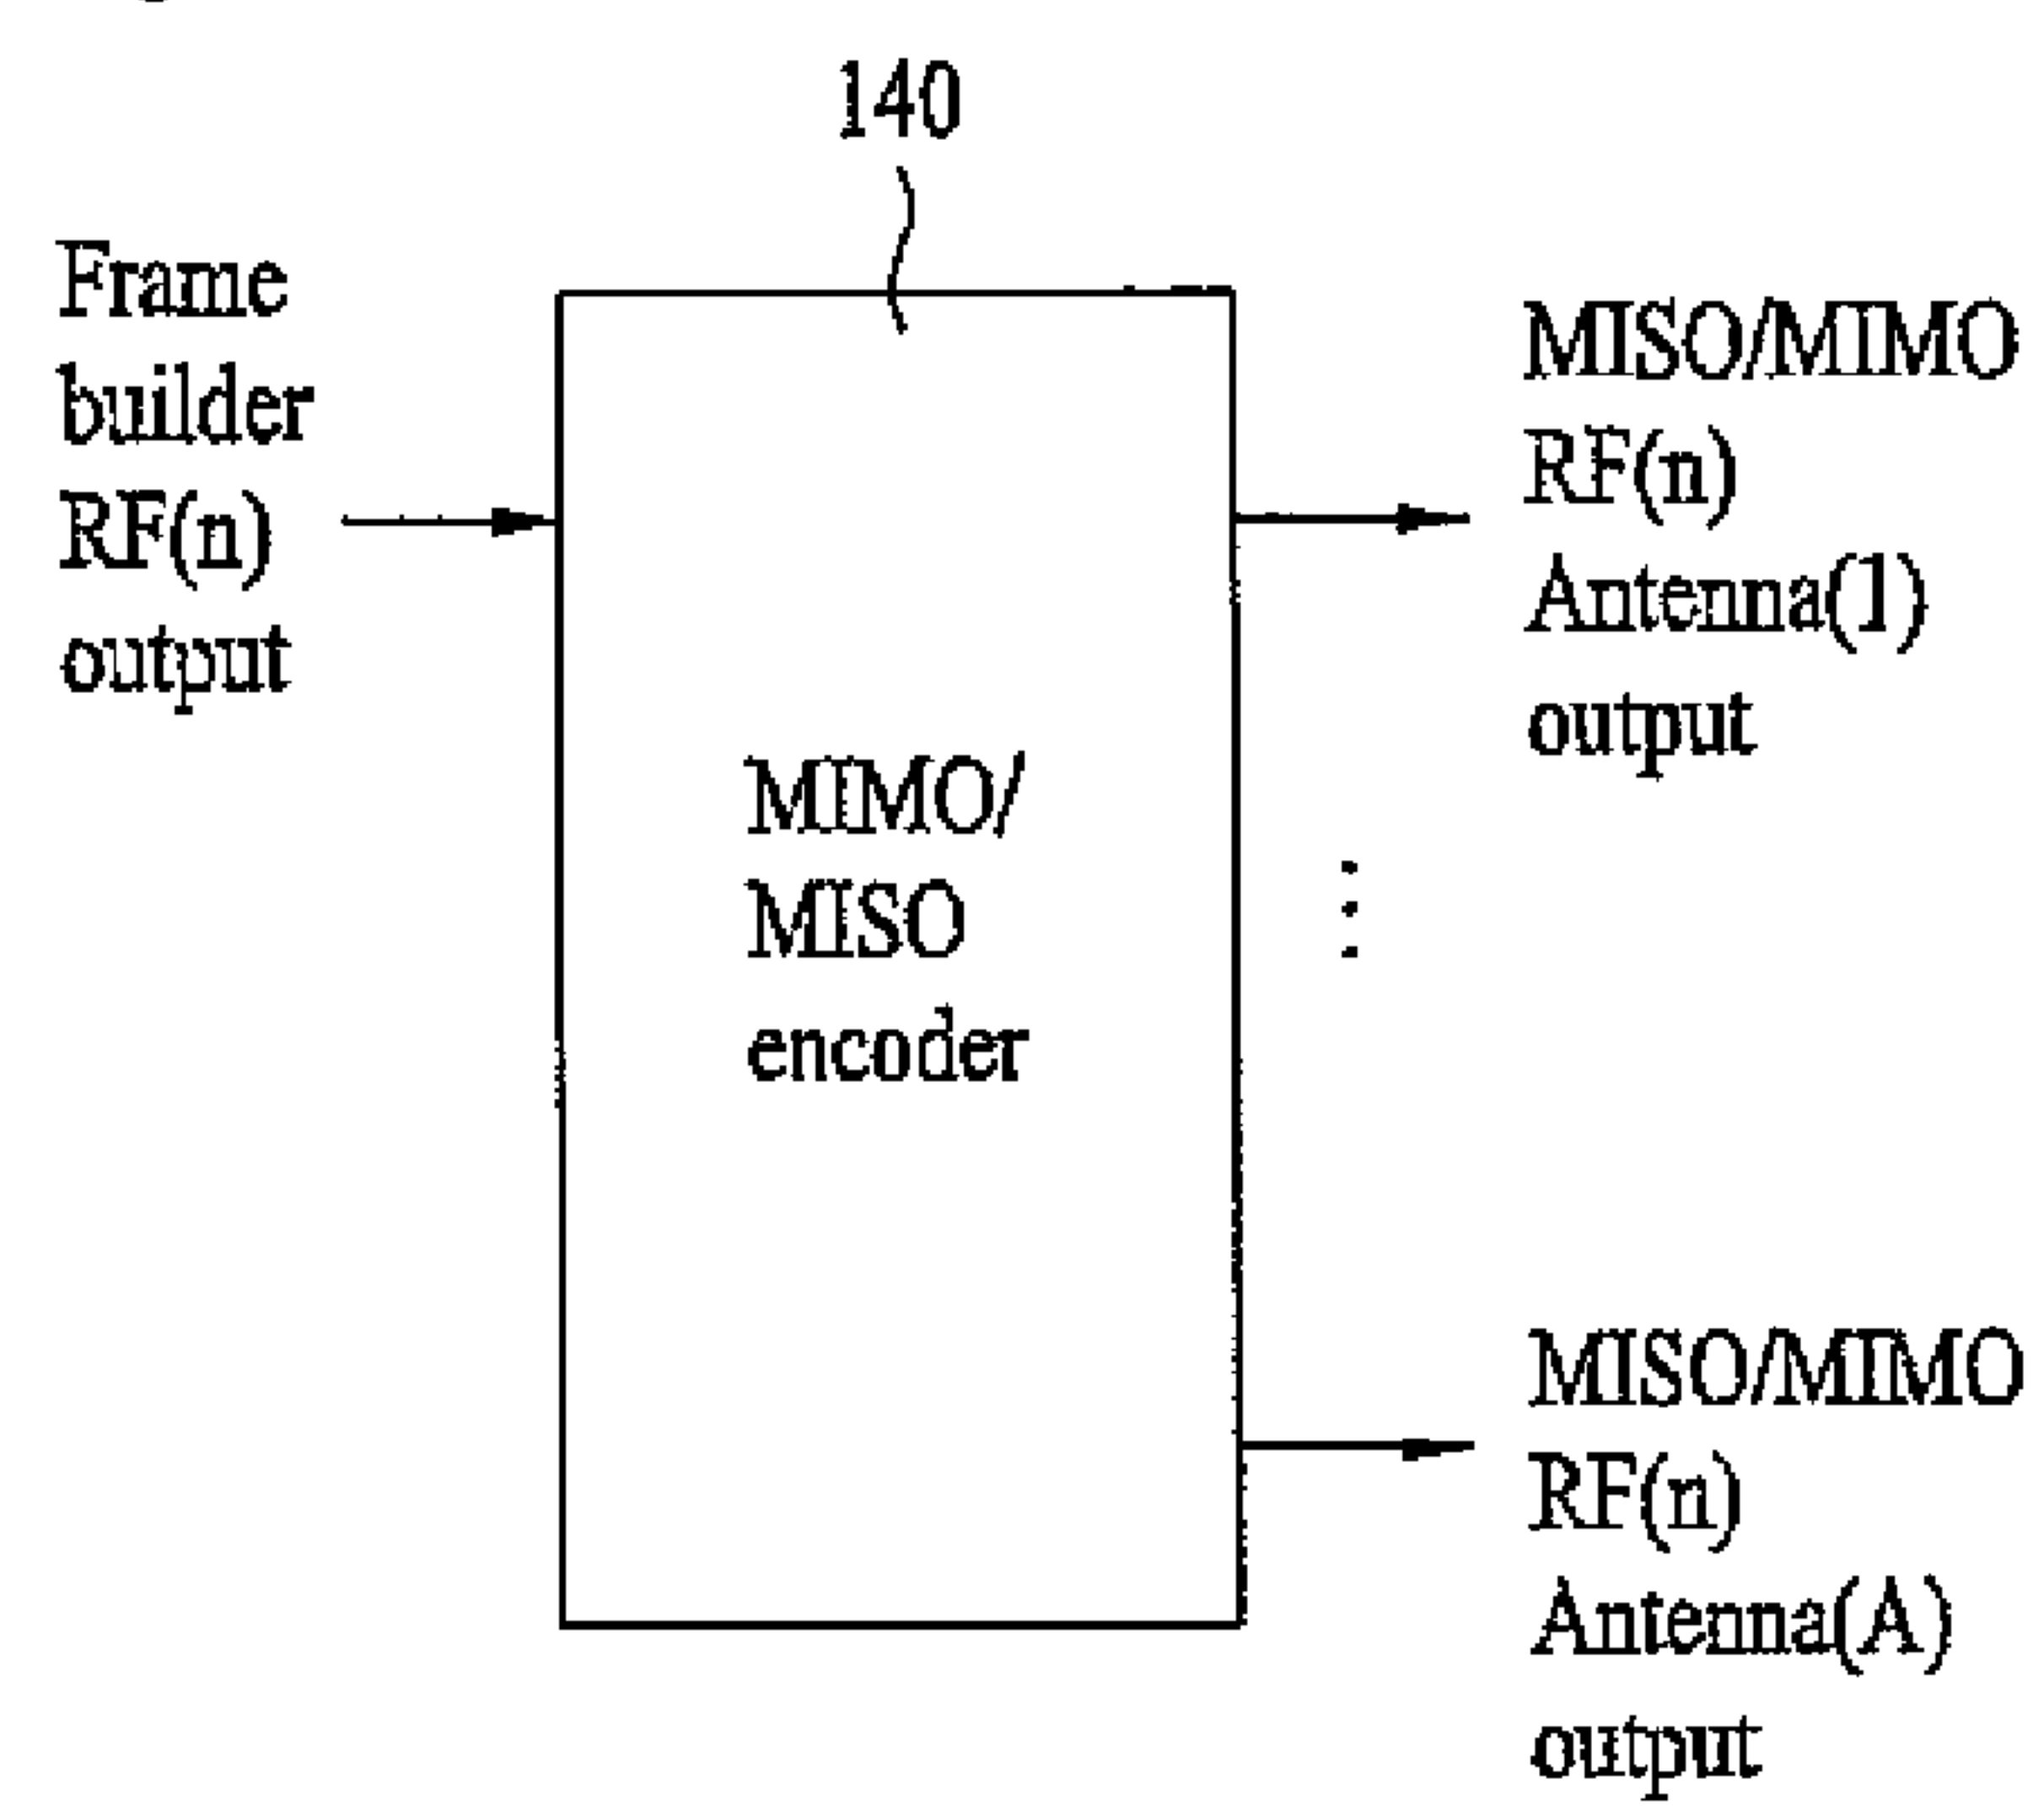 140
Frame
builder
RF(n)
output
MIMO/
MISO
encoder
MISO/MIMO
RF(n)
Antenna(1)
output
MISO/MIMO
RF(n)
Antenna(A)
output